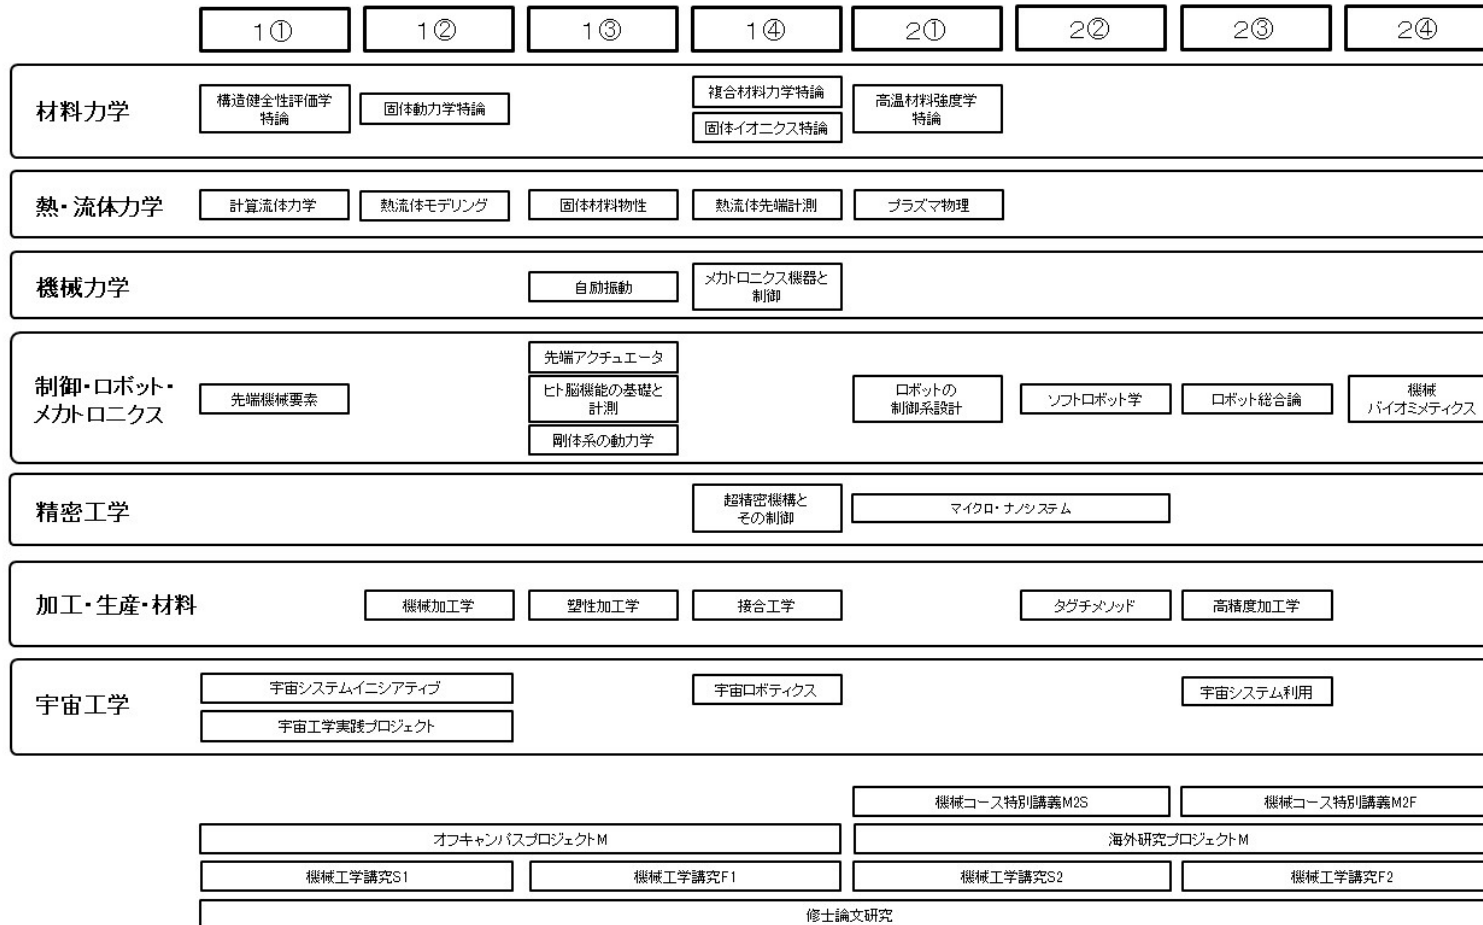 1①
1②
1③
1④
2①
2②
2③
2④
材料力学
構造健全性評価学
特論
固体動力学特論
複合材料力学特論
固体イオニクス特論
高温材料強度学
特論
熱・流体力学
計算流体力学
熱流体モデリング
固体材料物性
熱流体先端計測
プラズマ物理
機械力学
自励振動
メカトロニクス機器と
制御
制御・ロボット・
メカトロニクス
先端機械要素
先端アクチュエータ
ヒト脳機能の基礎と
計測
剛体系の動力学
ロボットの
制御系設計
ソフトロボット学
ロボット総合論
機械
バイオミメティクス
精密工学
超精密機構と
その制御
マイクロ・ナノシステム
加工・生産・材料
機械加工学
塑性加工学
接合工学
タグチメソッド
高精度加工学
宇宙工学
宇宙システムイニシアティブ
宇宙工学実践プロジェクト
宇宙ロボティクス
宇宙システム利用
機械コース特別講義M2S
機械コース特別講義M2F
オフキャンパスプロジェクトM
海外研究プロジェクトM
機械工学講究S1
機械工学講究F1
機械工学講究S2
機械工学講究F2
修士論文研究